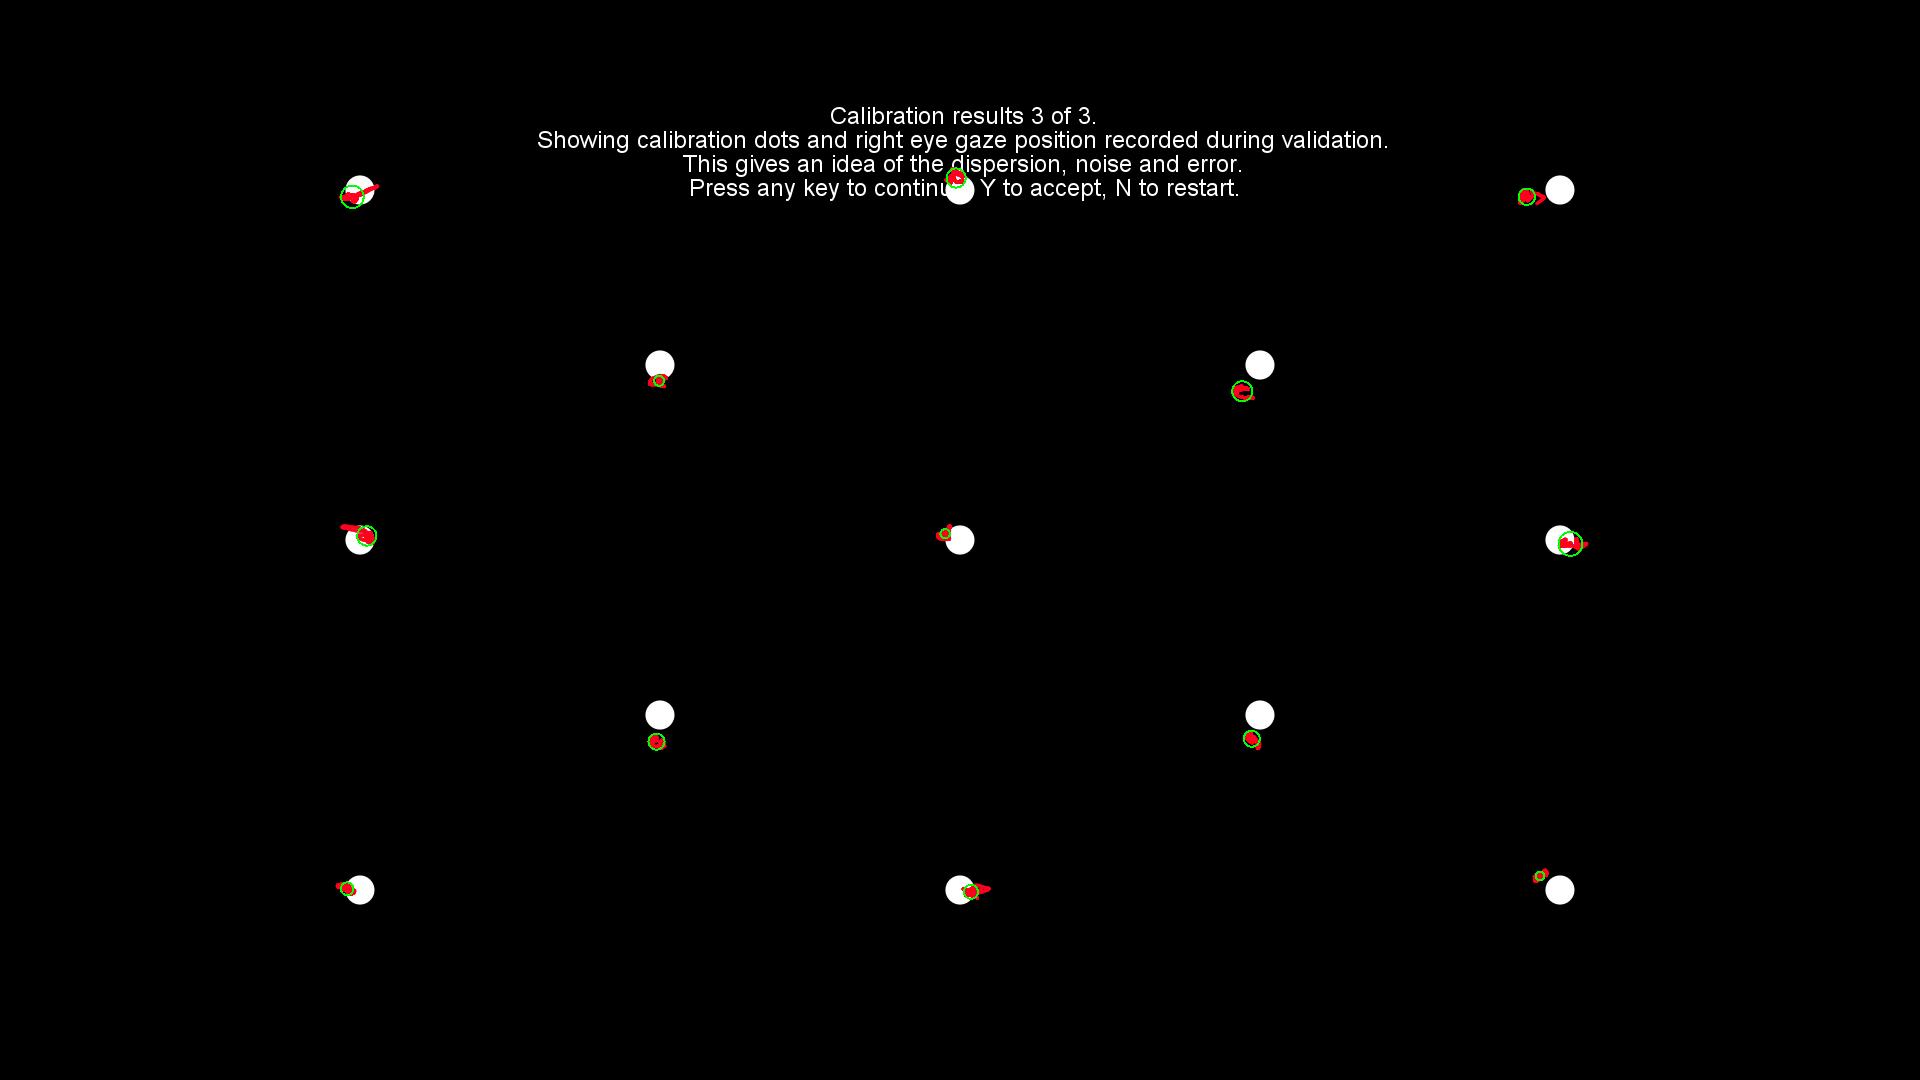 Calibration results 3 of 3.
Showing calibration dots and right eye gaze position recorded during validation.
This gives an idea of the dispersion, noise and error.
Press any key to continu Y to accept, N to restart.